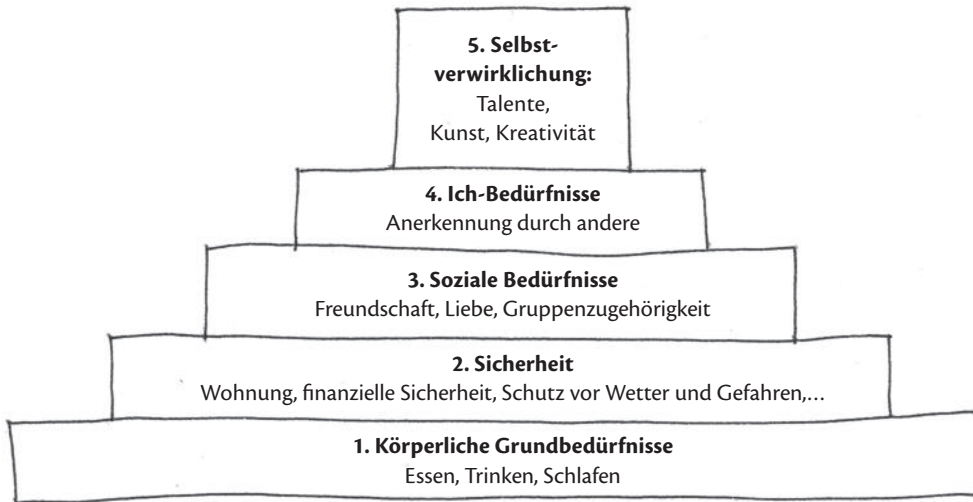 5. Selbst-
verwirklichung:
Talente,
Kunst, Kreativität
4. Ich-Bedürfnisse
Anerkennung durch andere
3. Soziale Bedürfnisse
Freundschaft, Liebe, Gruppenzugehörigkeit
2. Sicherheit
Wohnung, finanzielle Sicherheit, Schutz vor Wetter und Gefahren,...
1. Körperliche Grundbedürfnisse
Essen, Trinken, Schlafen